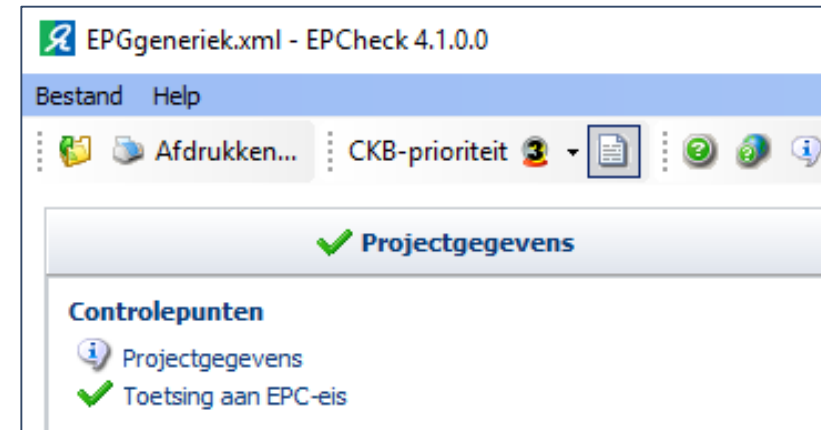 EPGgeneriek.xml - EPCheck 4.1.0.0
Bestand Help
Afdrukken... CKB-prioriteit 3
Projectgegevens
Controlepunten
Projectgegevens
Toetsing aan EPC-eis